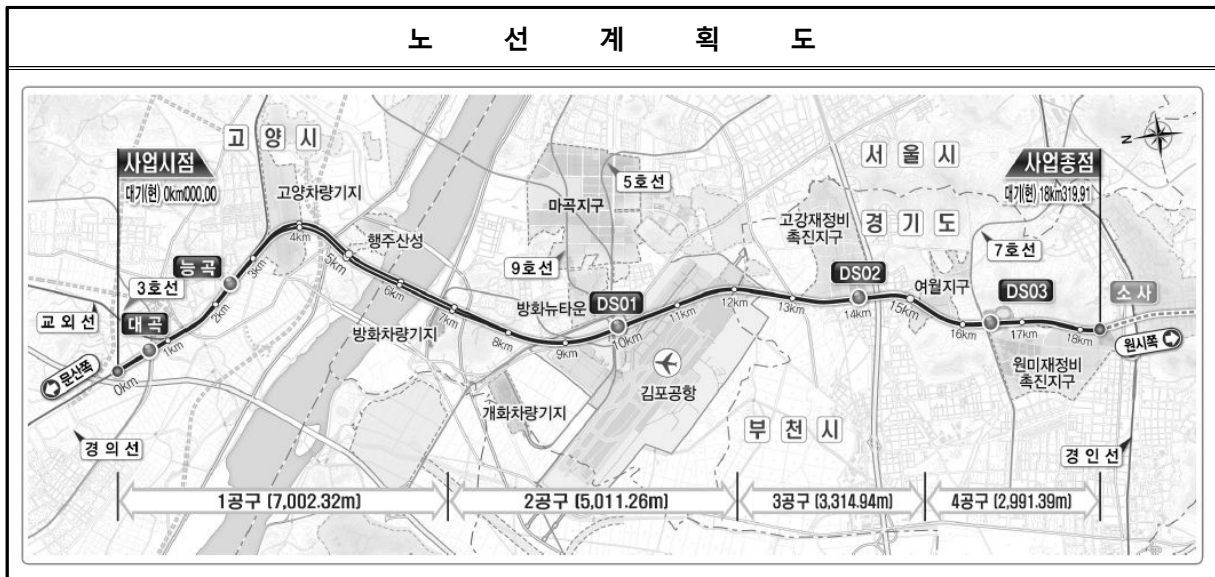 노 선 계 획 도
고 양 시
사업시점
대기(현) 0km000.00
고양차량기지
행주산성
마곡지구
5호선
서 울 시
사업종점
대기(현) 18km319.91
고강재정비
촉진지구
경 기 도
7호선
N
3호선
능곡
9호선
방화뉴타운
DS01
DS02
여월지구
DS03
소사
교외선
대곡
문산쪽
방화차량기지
원시쪽
0km
1km
2km
3km
4km
5km
6km
7km
8km
9km
10km
11km
12km
13km
14km
15km
16km
17km
18km
김포공항
원미재정비
촉진지구
개화차량기지
부 천 시
경의선
경인선
1공구 (7,002.32m)
2공구 (5,011.26m)
3공구 (3,314.94m)
4공구 (2,991.39m)